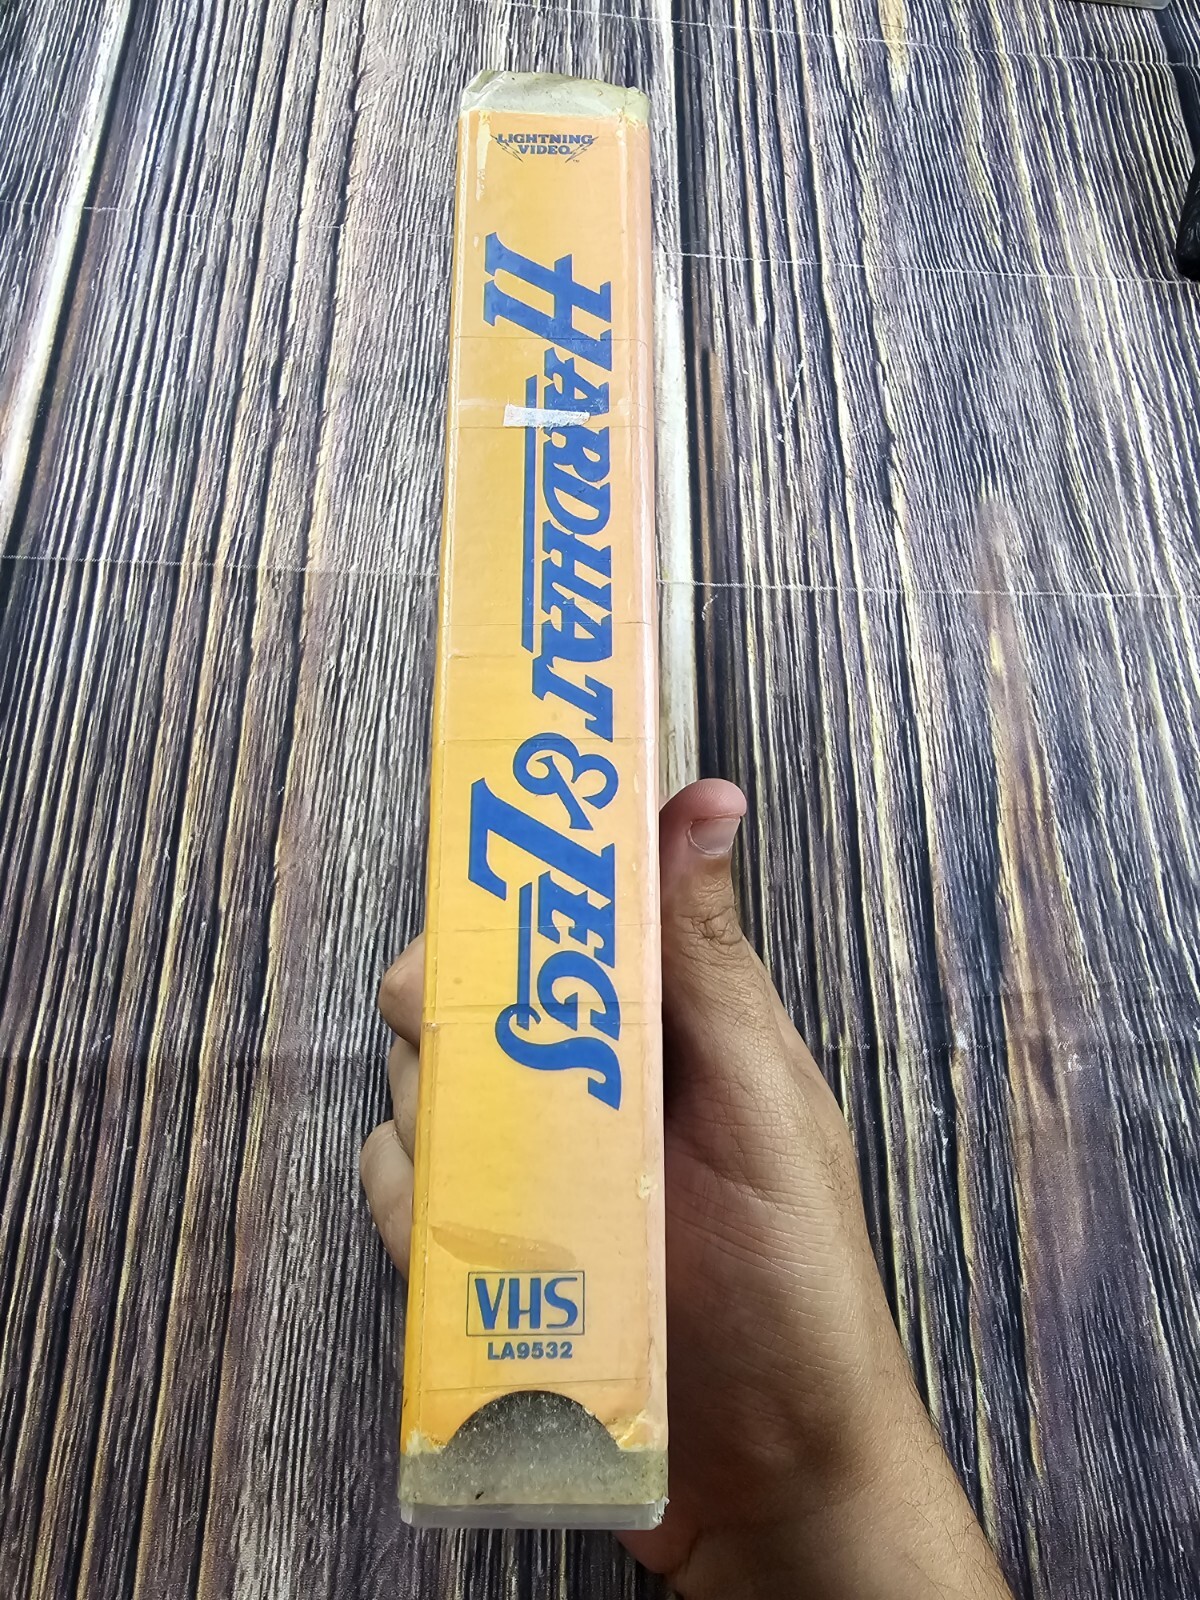 LIGHTNING
VIDEO
HARDHAT & LEGS
VHS
LA9532